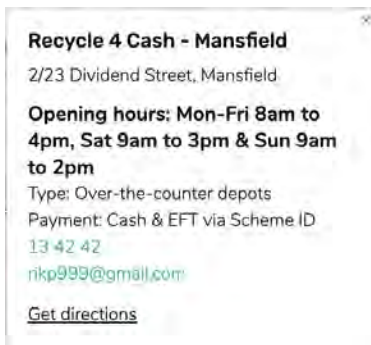 Recycle 4 Cash - Mansfield
2/23 Dividend Street, Mansfield
Opening hours: Mon-Fri 8am to
4pm, Sat 9am to 3pm & Sun 9am
to 2pm
Type: Over-the-counter depots
Payment: Cash & EFT via Scheme ID
13 42 42
nkp999@gmail.com
Get directions